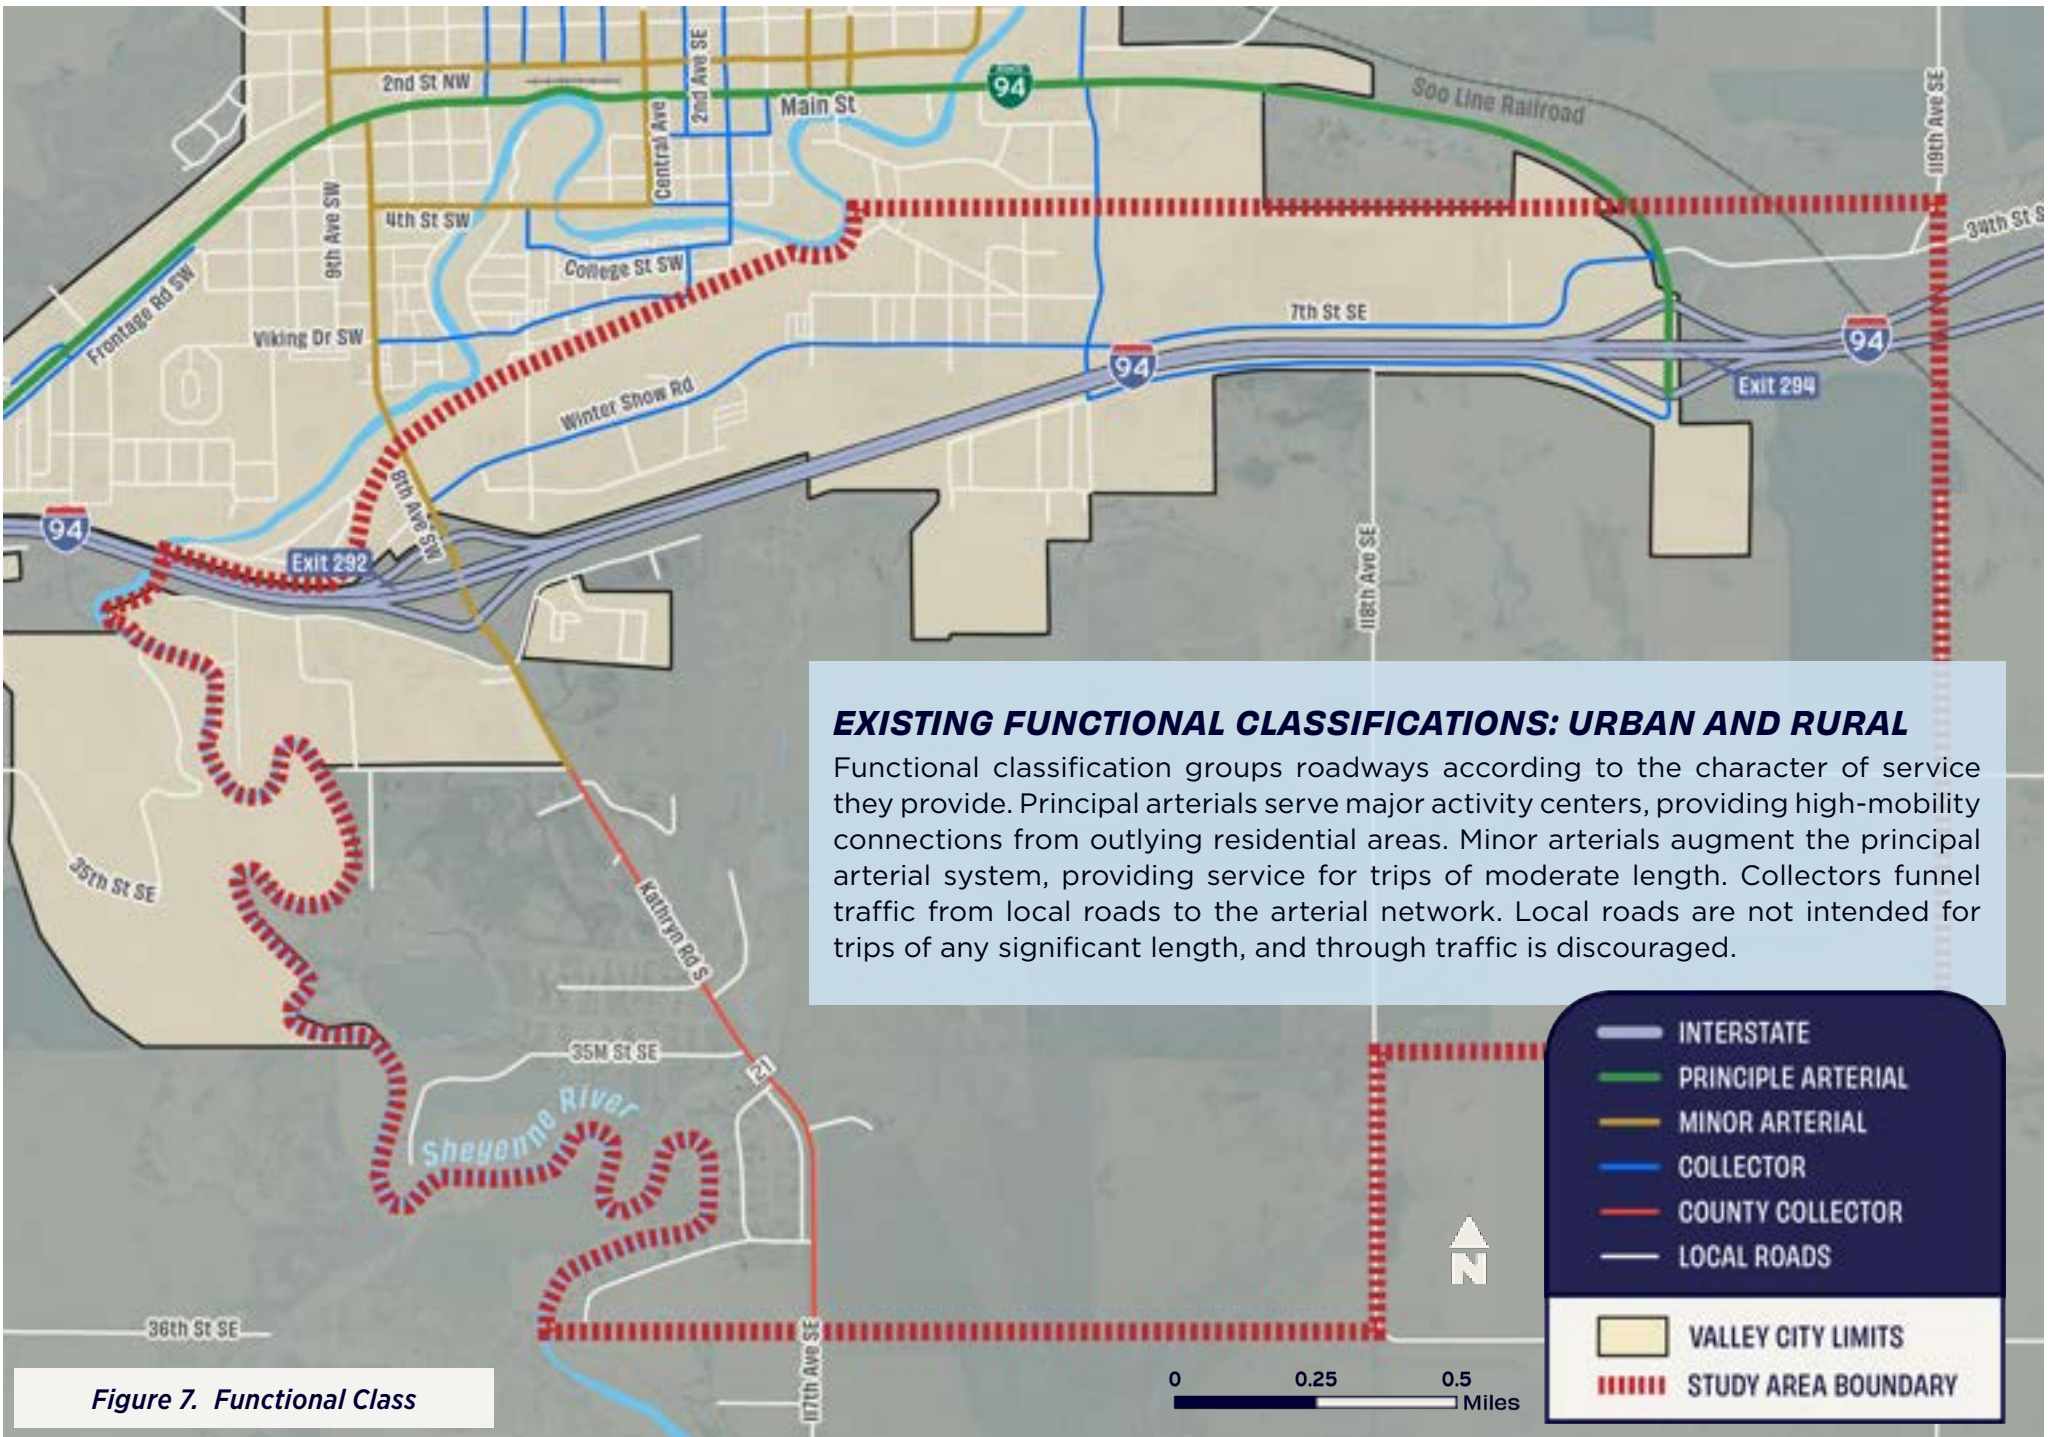 2nd St NW
2nd Ave SE
94
Main St
Central Ave
Soo Line Railroad
119th Ave SE
9th Ave SW
4th St SW
34th St S
College St SW
Frontage Rd SW
Viking Dr SW
7th St SE
94
94
Exit 294
Winter Show Rd
8th Ave SW
94
Exit 292
118th Ave SE
EXISTING FUNCTIONAL CLASSIFICATIONS: URBAN AND RURAL
Functional classification groups roadways according to the character of service
they provide. Principal arterials serve major activity centers, providing high-mobility
connections from outlying residential areas. Minor arterials augment the principal
arterial system, providing service for trips of moderate length. Collectors funnel
traffic from local roads to the arterial network. Local roads are not intended for
trips of any significant length, and through traffic is discouraged.
35th St SE
Kathryn Rd S
35M St SE
21
Sheyenne River
INTERSTATE
PRINCIPLE ARTERIAL
MINOR ARTERIAL
COLLECTOR
COUNTY COLLECTOR
LOCAL ROADS
N
36th St SE
117th Ave SE
VALLEY CITY LIMITS
STUDY AREA BOUNDARY
0 0.25 0.5
Miles
Figure 7. Functional Class